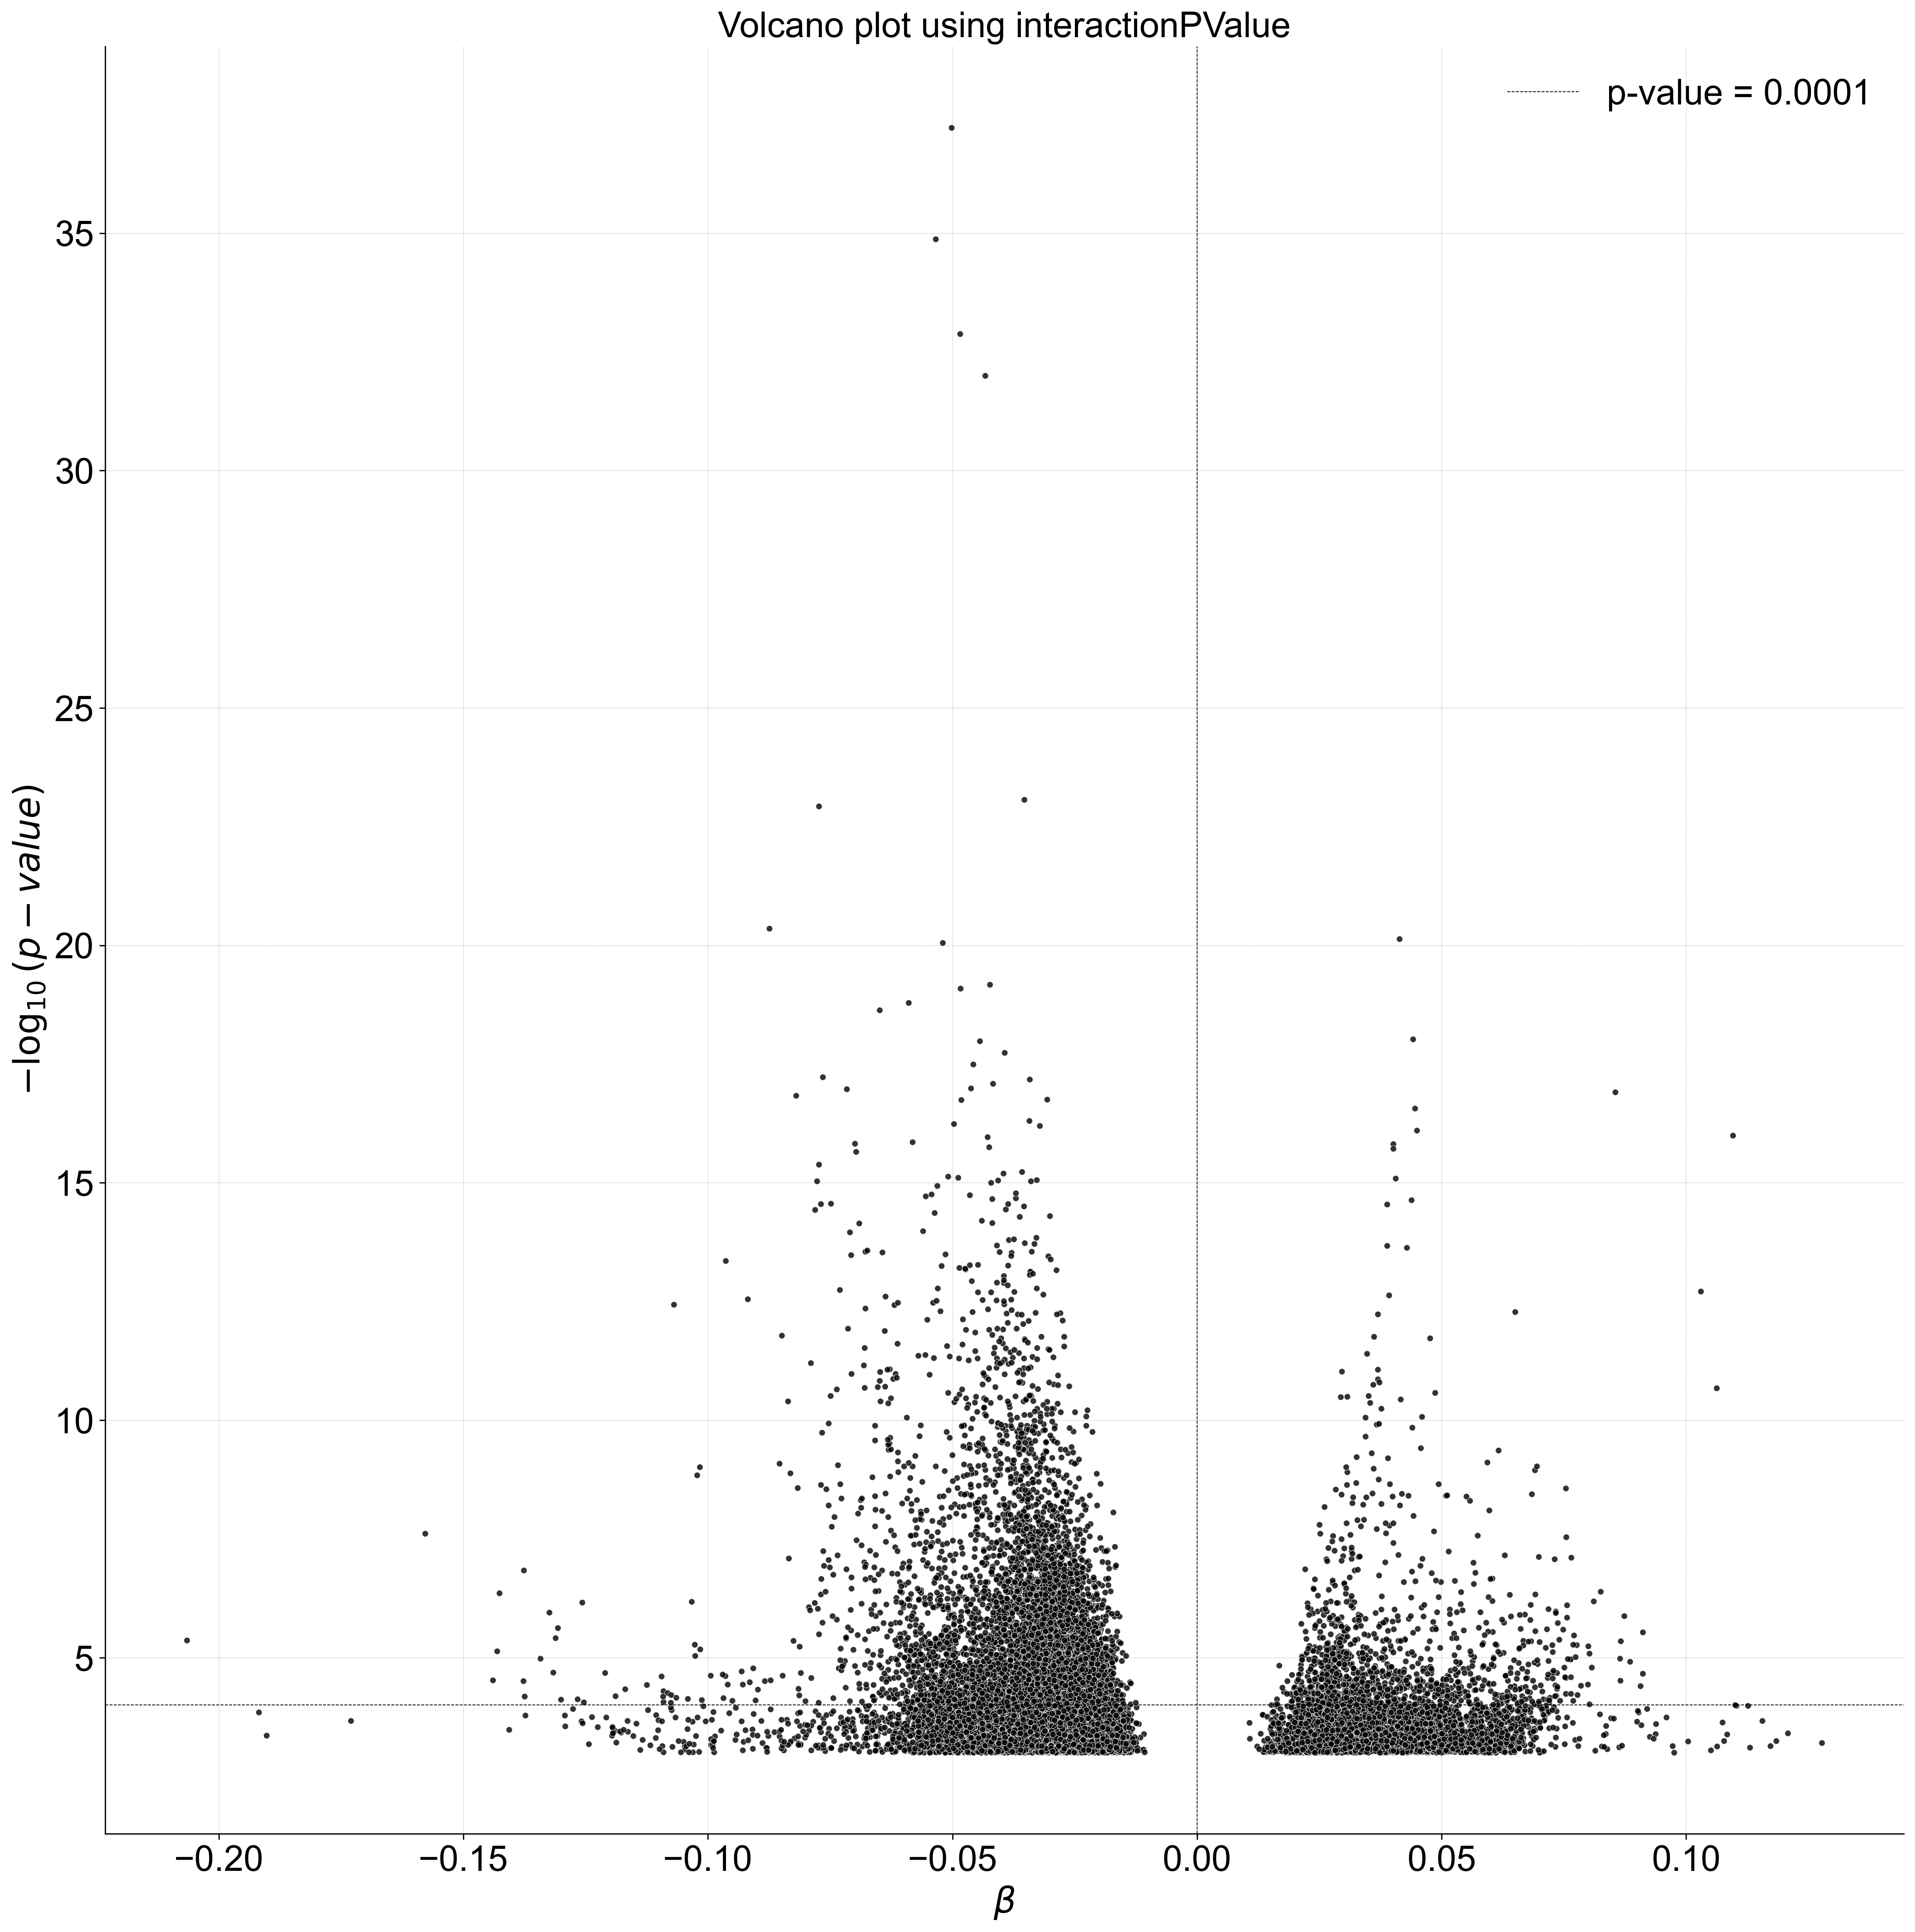 Volcano plot using interactionPValue
p-value = 0.0001
35
30
25
20
15
10
5
−log₁₀(p − value)
−0.20 −0.15 −0.10 −0.05 0.00 0.05 0.10
β